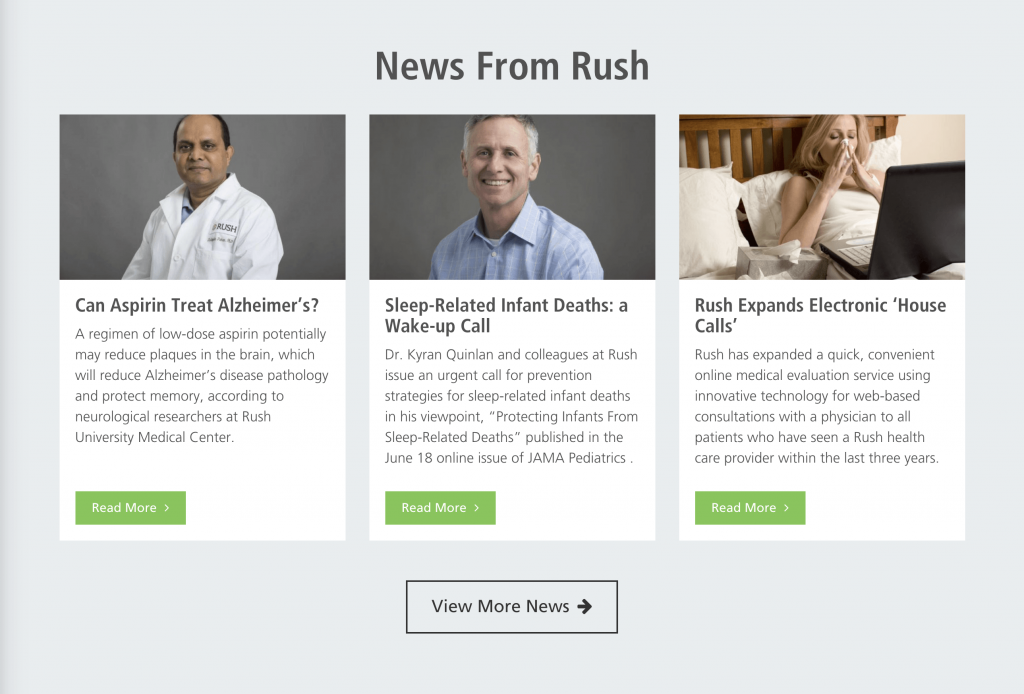 News From Rush
RUSH
Can Aspirin Treat Alzheimer’s?
A regimen of low-dose aspirin potentially
may reduce plaques in the brain, which
will reduce Alzheimer’s disease pathology
and protect memory, according to
neurological researchers at Rush
University Medical Center.
Read More
Sleep-Related Infant Deaths: a
Wake-up Call
Dr. Kyran Quinlan and colleagues at Rush
issue an urgent call for prevention
strategies for sleep-related infant deaths
in his viewpoint, “Protecting Infants From
Sleep-Related Deaths” published in the
June 18 online issue of JAMA Pediatrics .
Read More
Rush Expands Electronic ‘House
Calls’
Rush has expanded a quick, convenient
online medical evaluation service using
innovative technology for web-based
consultations with a physician to all
patients who have seen a Rush health
care provider within the last three years.
Read More
View More News